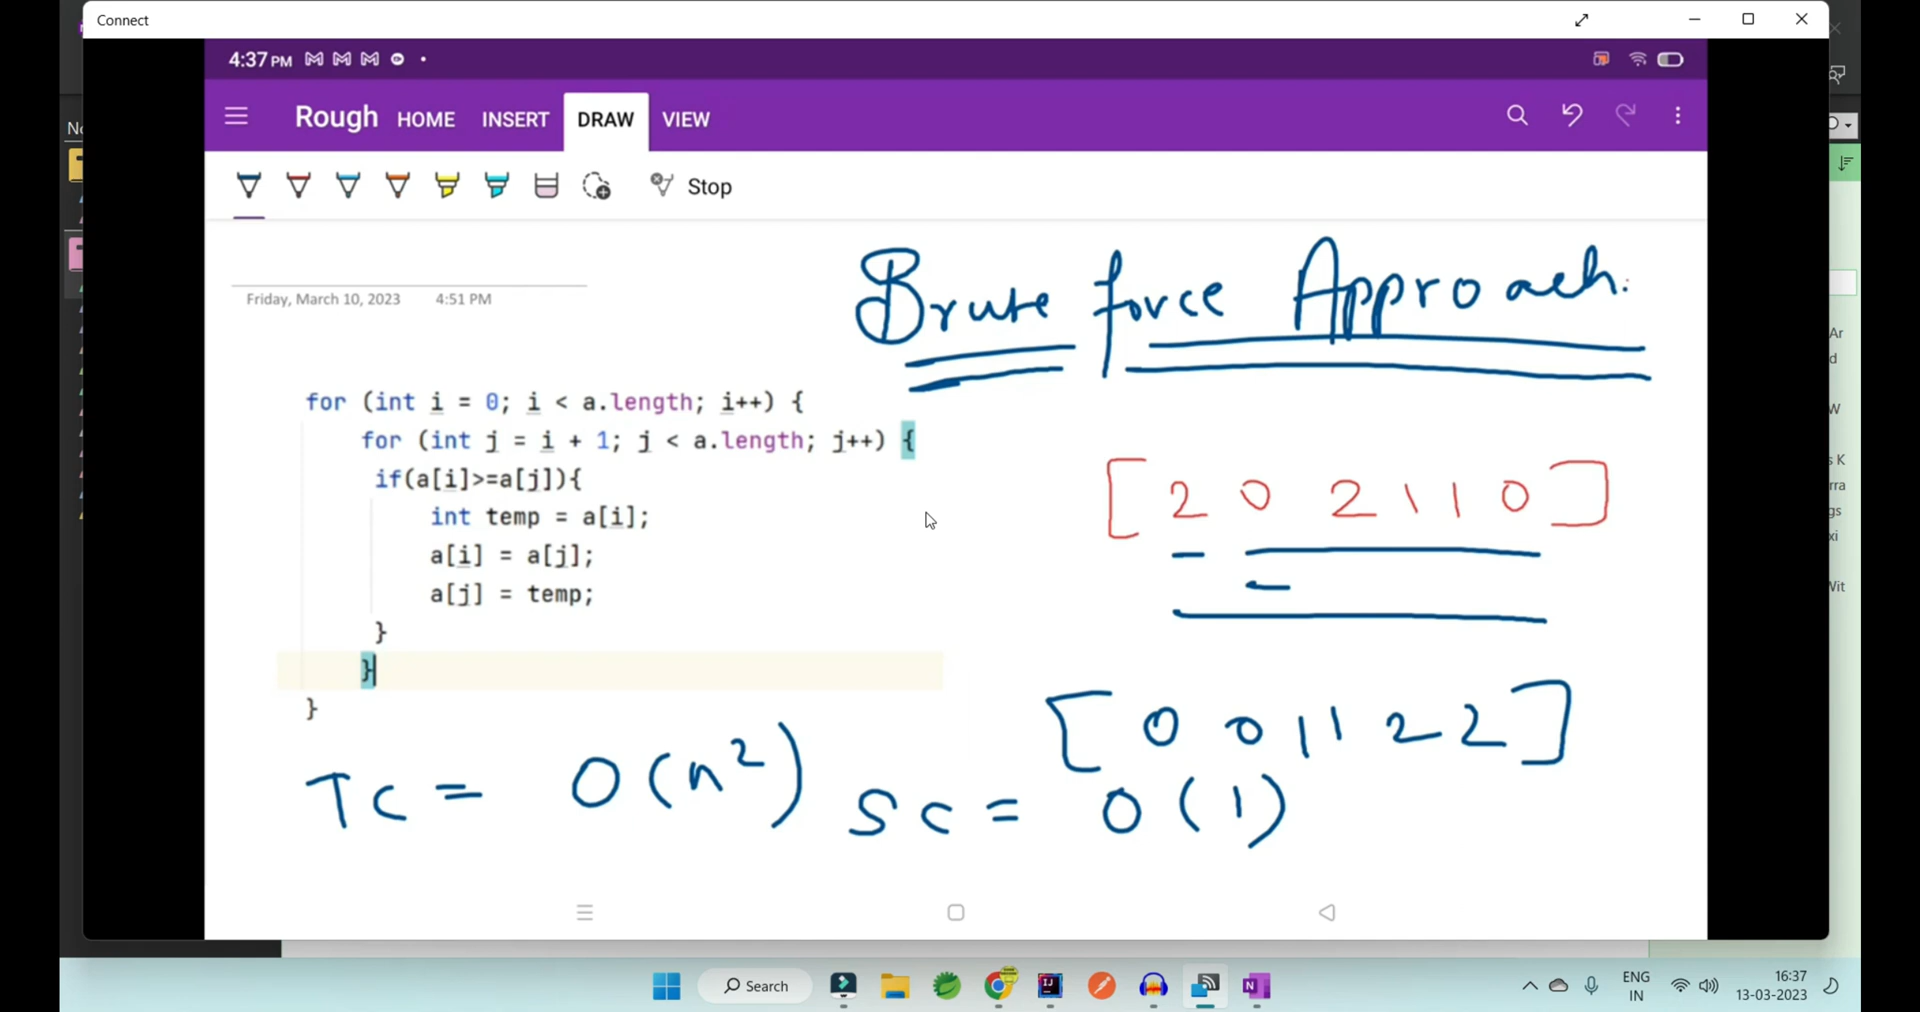 Connect
4:37 PM
Rough HOME INSERT DRAW VIEW
Stop
Brute force Approach.
Friday, March 10, 2023 4:51 PM
for (int i = 0; i < a.length; i++) {
for (int j = i + 1; j < a.length; j++) {
if(a[i]>=a[j]){
int temp = a[i];
a[i] = a[j];
a[j] = temp;
}
}
}
[ 2 0 2 1 1 0 ]
[ 0 0 1 1 2 2 ]
TC = O(n²) SC = O(1)
Search
ENG
IN
16:37
13-03-2023